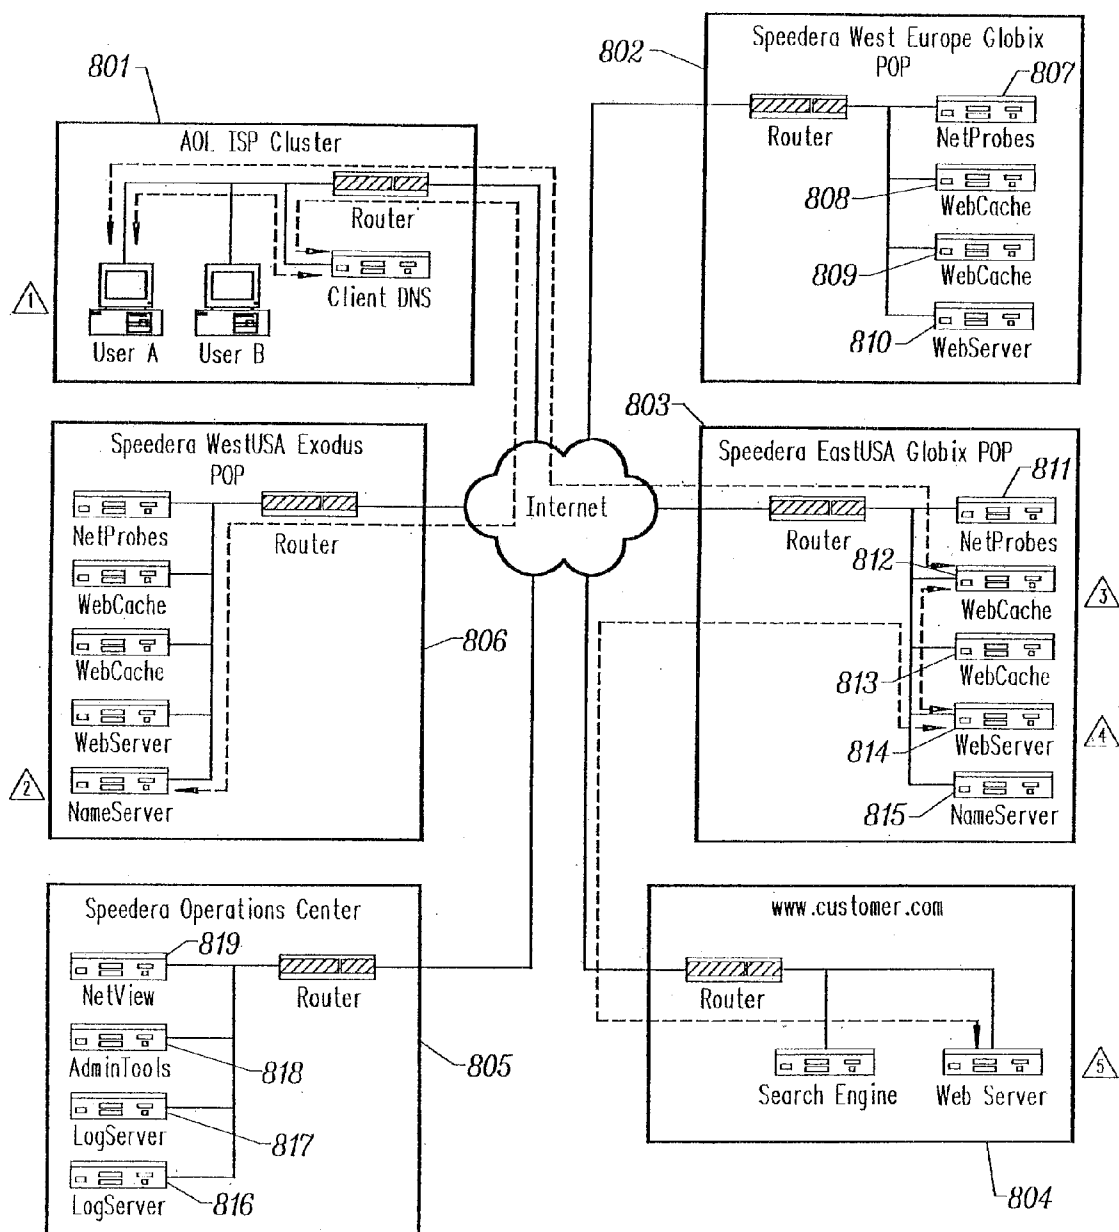 801
AOL ISP Cluster
Router
Client DNS
1
User A
User B
802
Speedera West Europe Globix
POP
807
Router
NetProbes
808
WebCache
809
WebCache
810
WebServer
Speedera WestUSA Exodus
POP
NetProbes
Router
WebCache
WebCache
806
WebServer
2
NameServer
Internet
803
Speedera EastUSA Globix POP
811
Router
NetProbes
812
WebCache
3
813
WebCache
814
WebServer
4
815
NameServer
Speedera Operations Center
819
NetView
Router
AdminTools
818
805
LogServer
817
LogServer
816
www.customer.com
Router
Search Engine
Web Server
5
804